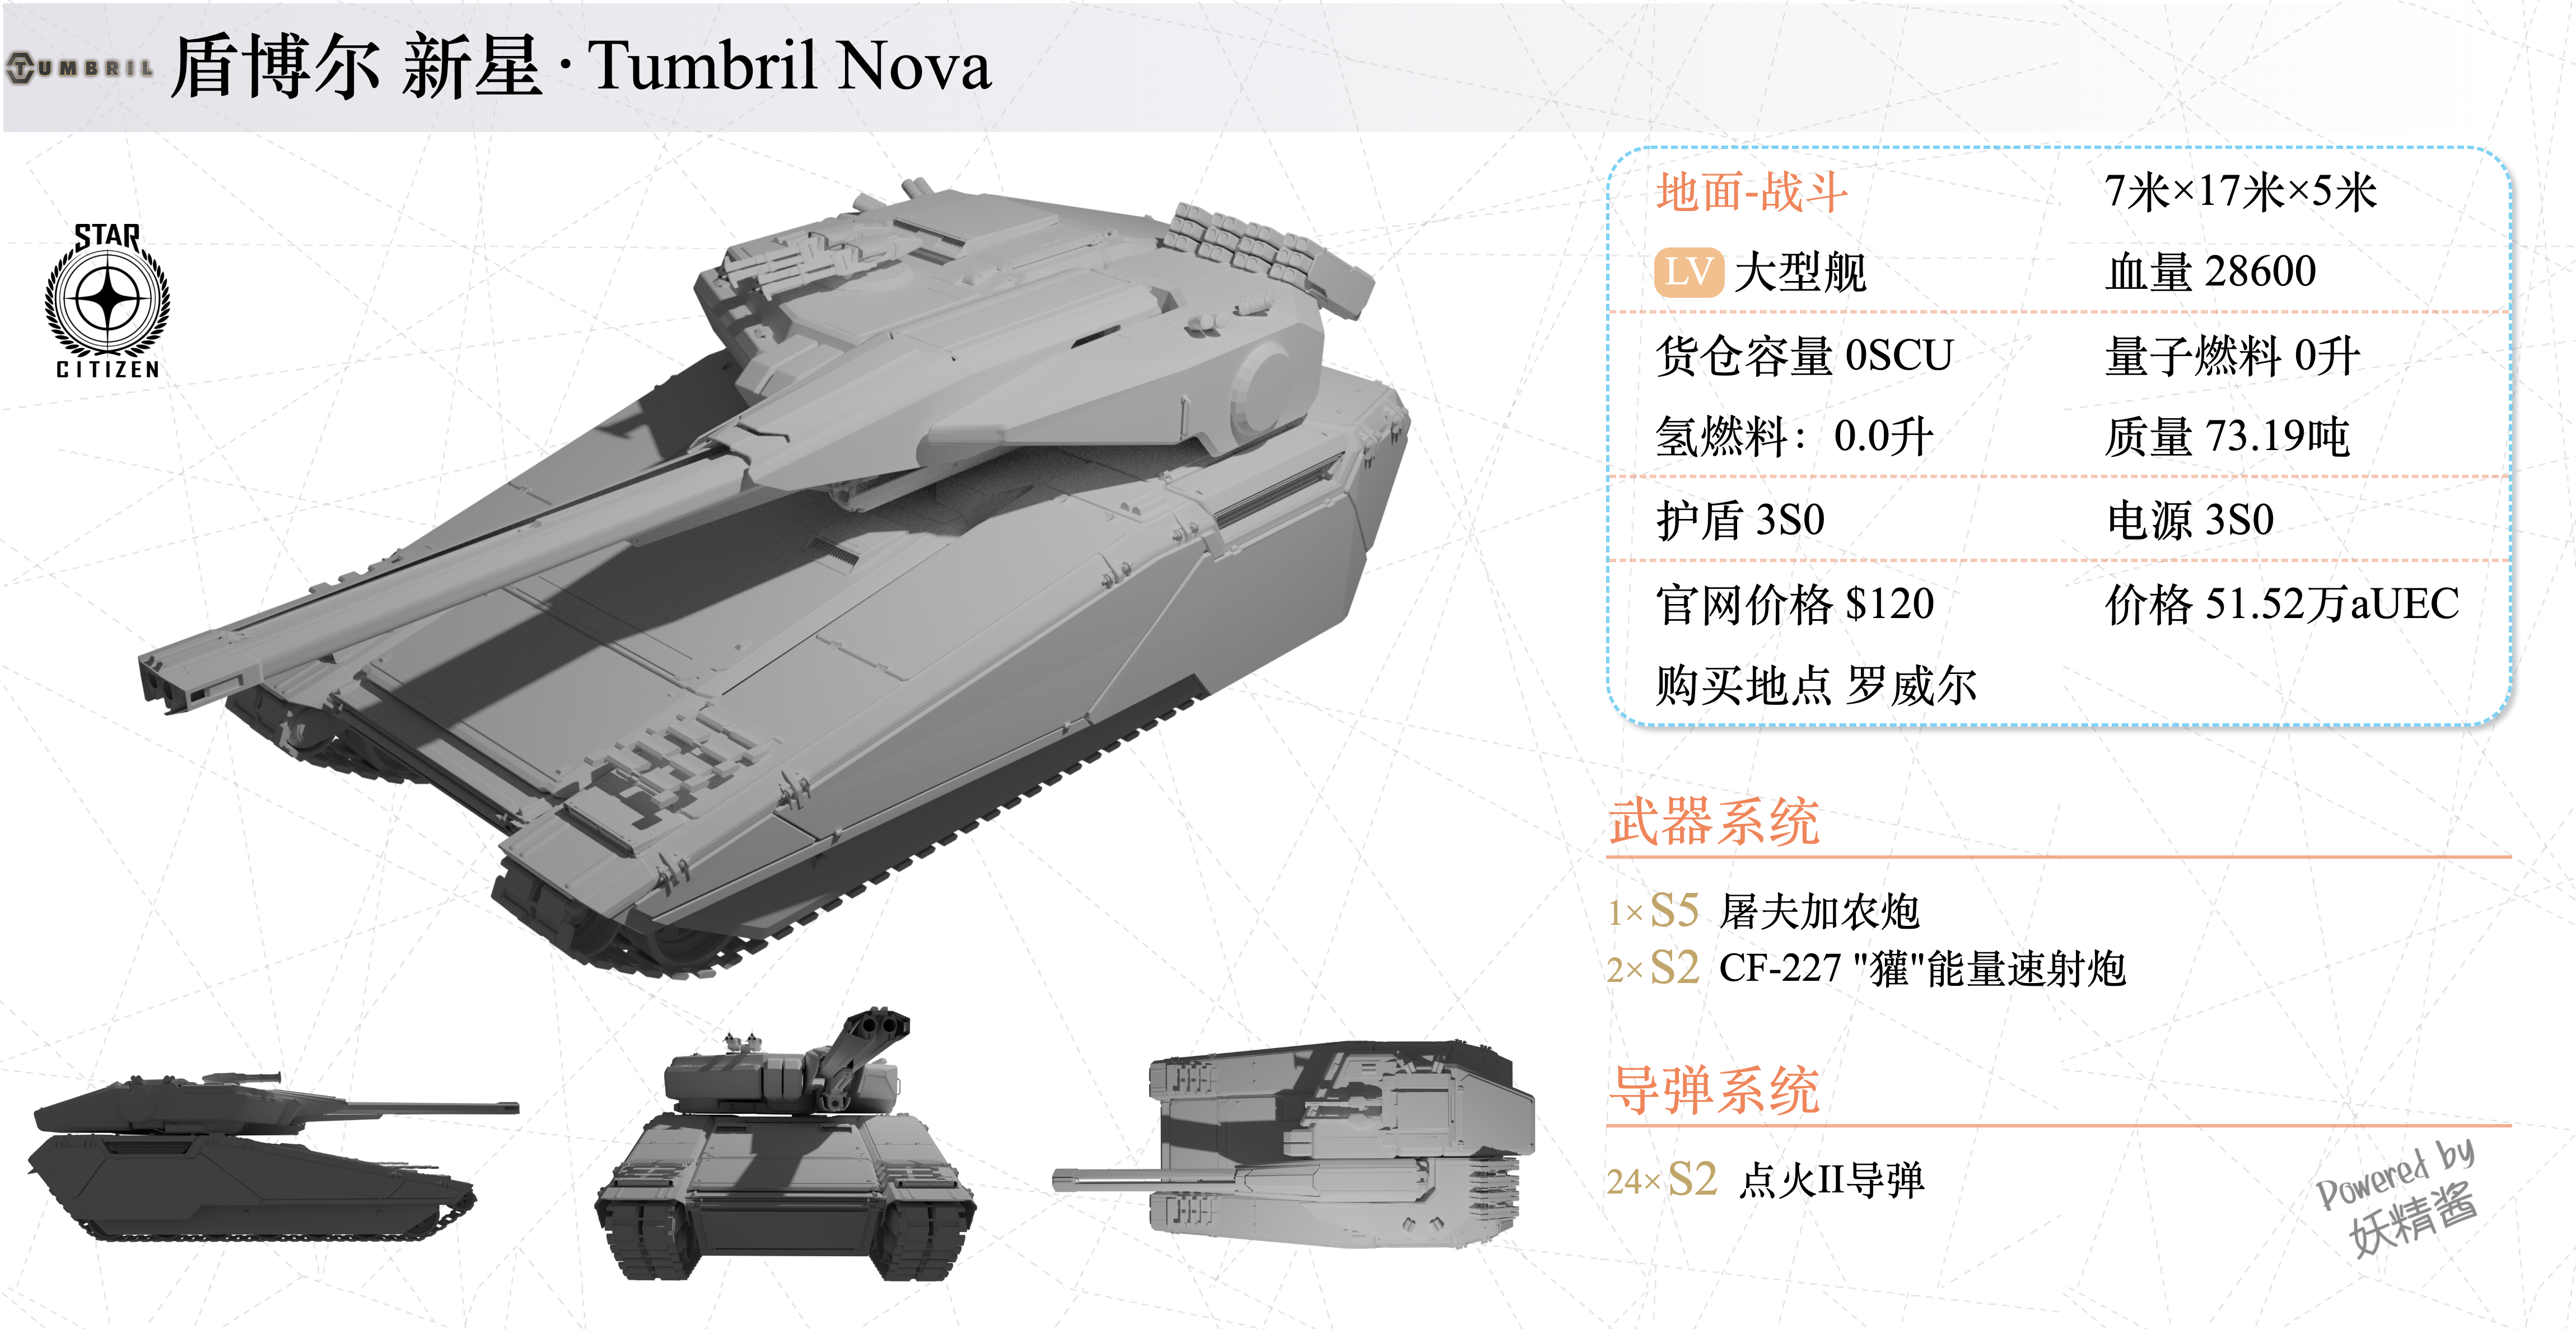 TUMBRIL 盾博尔 新星·Tumbril Nova
STAR
CITIZEN
地面-战斗 7米×17米×5米
LV 大型舰 血量 28600
货仓容量 0SCU 量子燃料 0升
氢燃料：0.0升 质量 73.19吨
护盾 3S0 电源 3S0
官网价格 $120 价格 51.52万aUEC
购买地点 罗威尔
武器系统
1× S5 屠夫加农炮
2× S2 CF-227 "獾"能量速射炮
导弹系统
24× S2 点火II导弹
Powered by
妖精酱